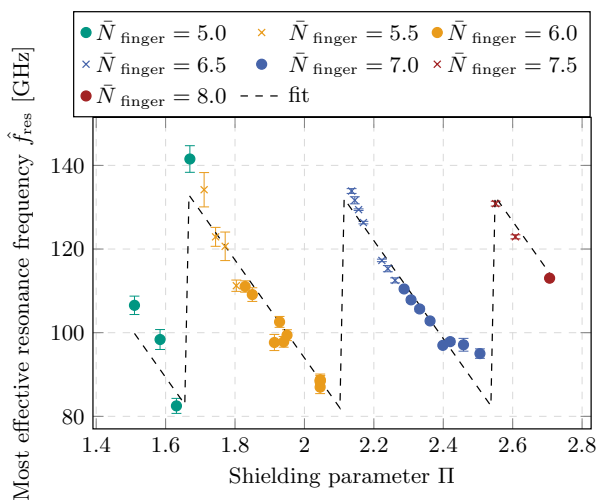 N̄ finger = 5.0 N̄ finger = 5.5 N̄ finger = 6.0
N̄ finger = 6.5 N̄ finger = 7.0 N̄ finger = 7.5
N̄ finger = 8.0 fit
Most effective resonance frequency f̂res [GHz]
140
120
100
80
1.4 1.6 1.8 2 2.2 2.4 2.6 2.8
Shielding parameter Π